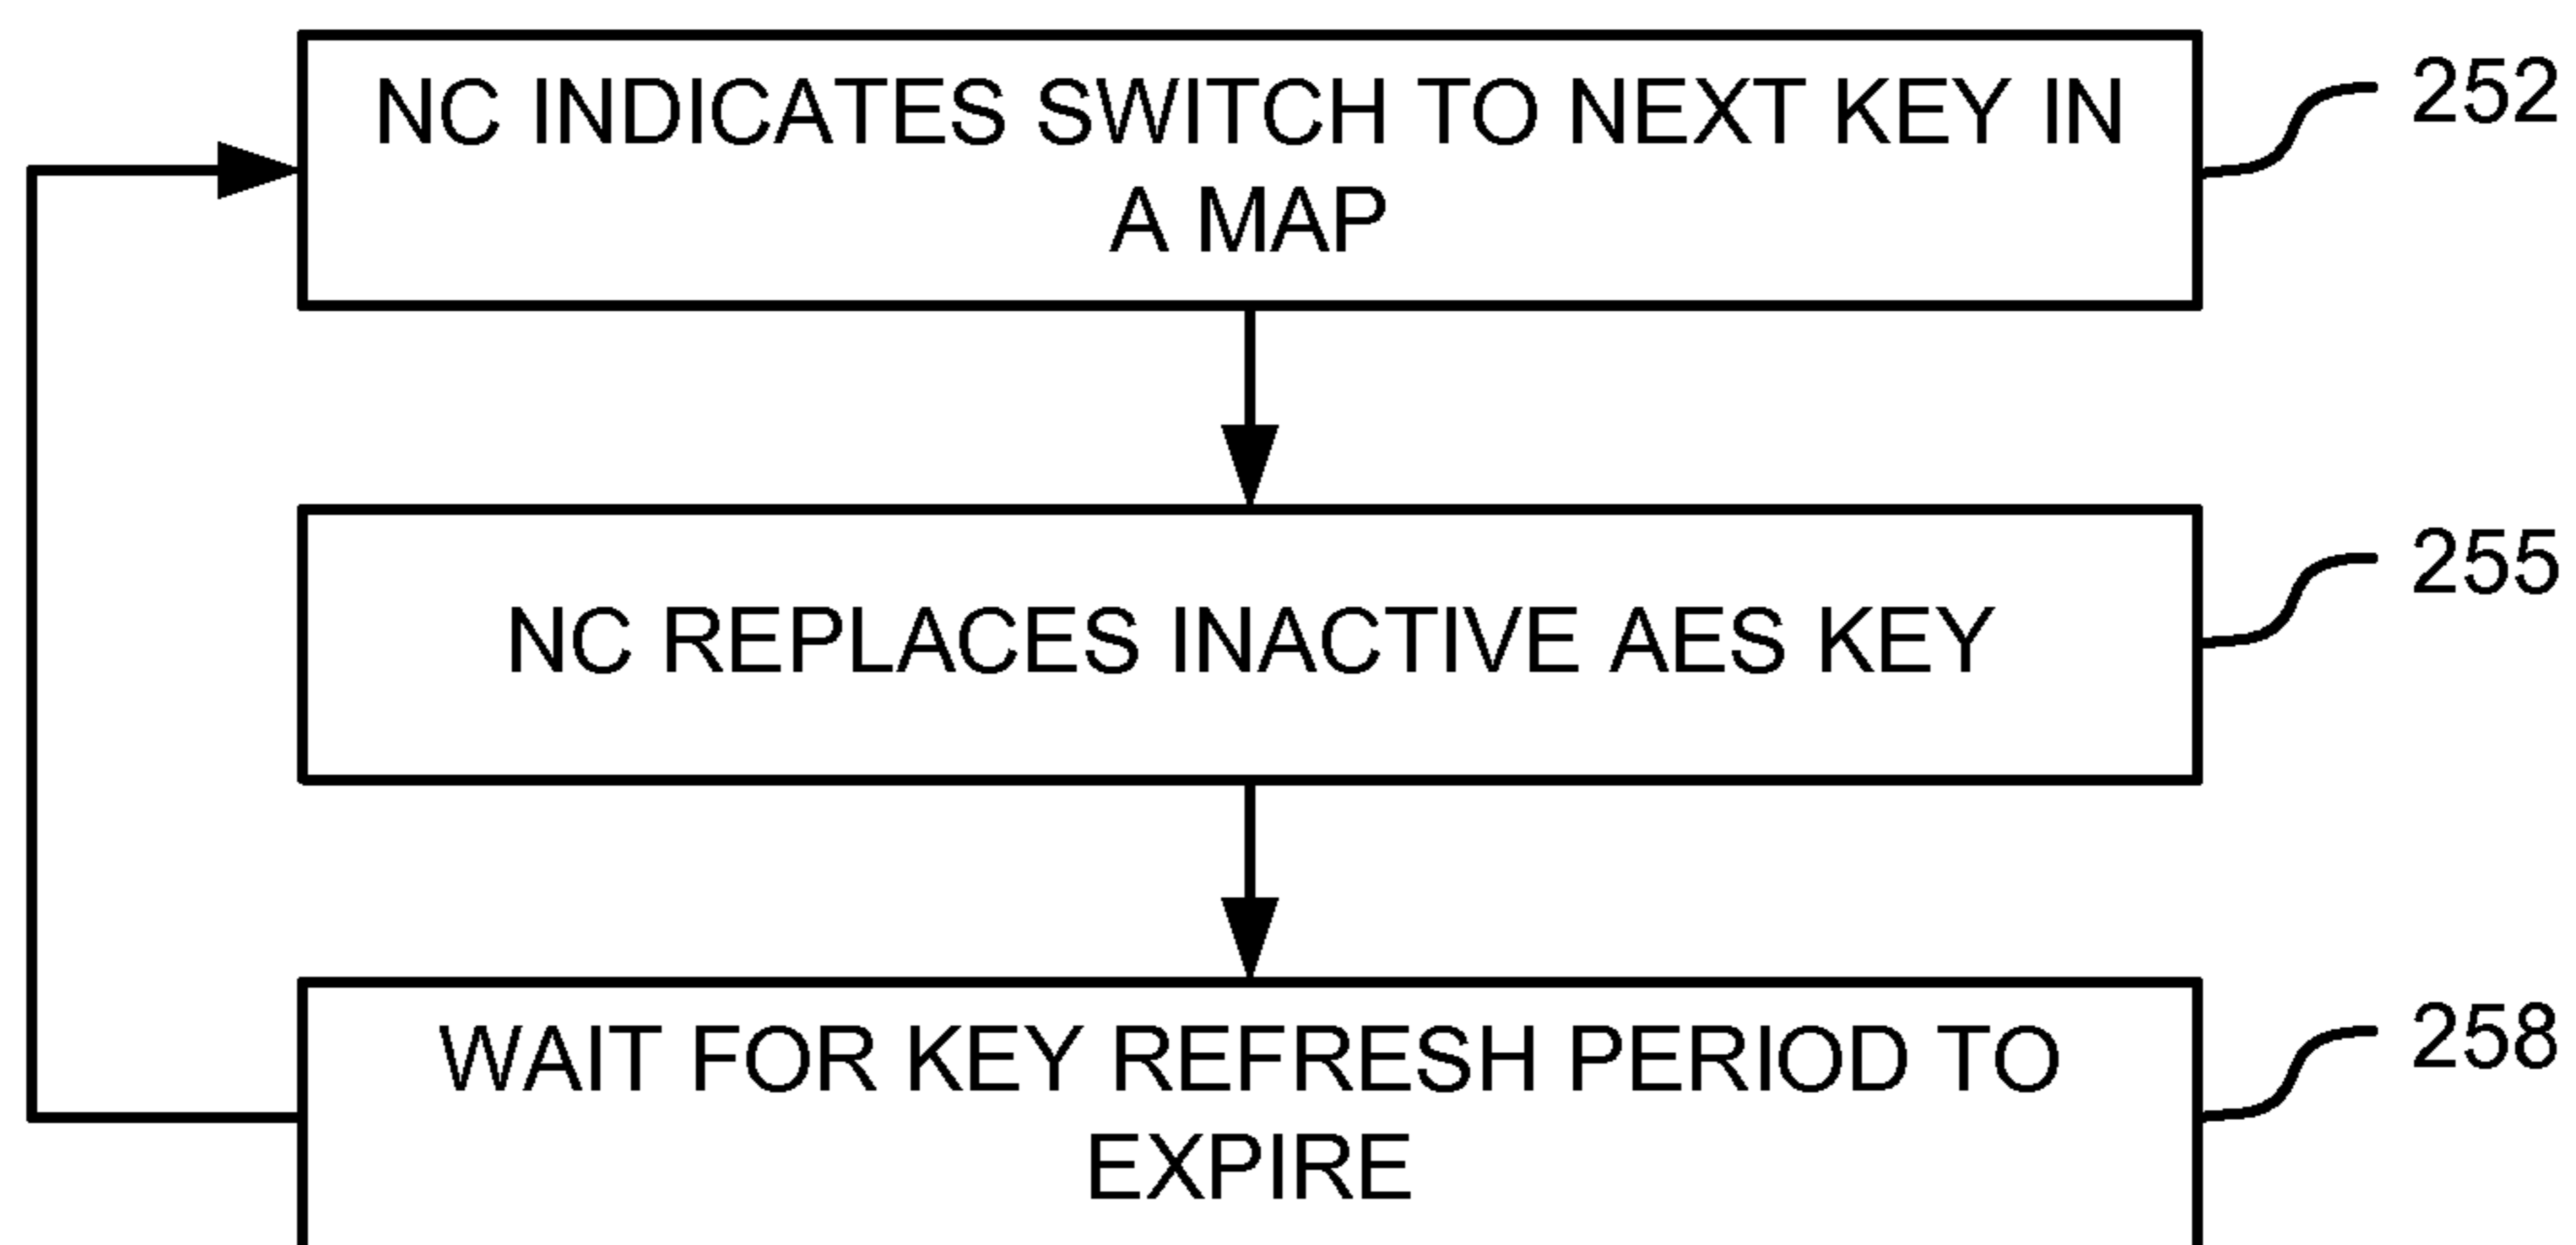 NC INDICATES SWITCH TO NEXT KEY IN
A MAP
252
NC REPLACES INACTIVE AES KEY
255
WAIT FOR KEY REFRESH PERIOD TO
EXPIRE
258